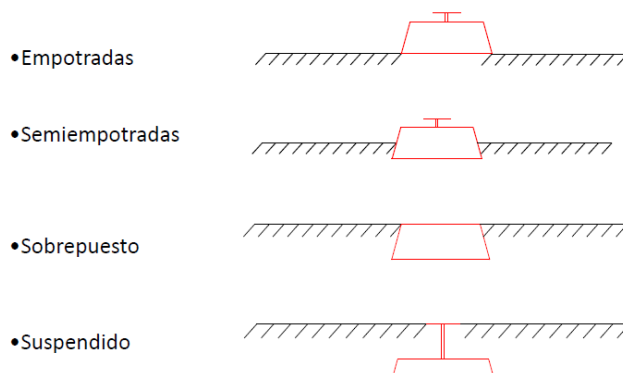 •Empotradas
•Semiempotradas
•Sobrepuesto
•Suspendido